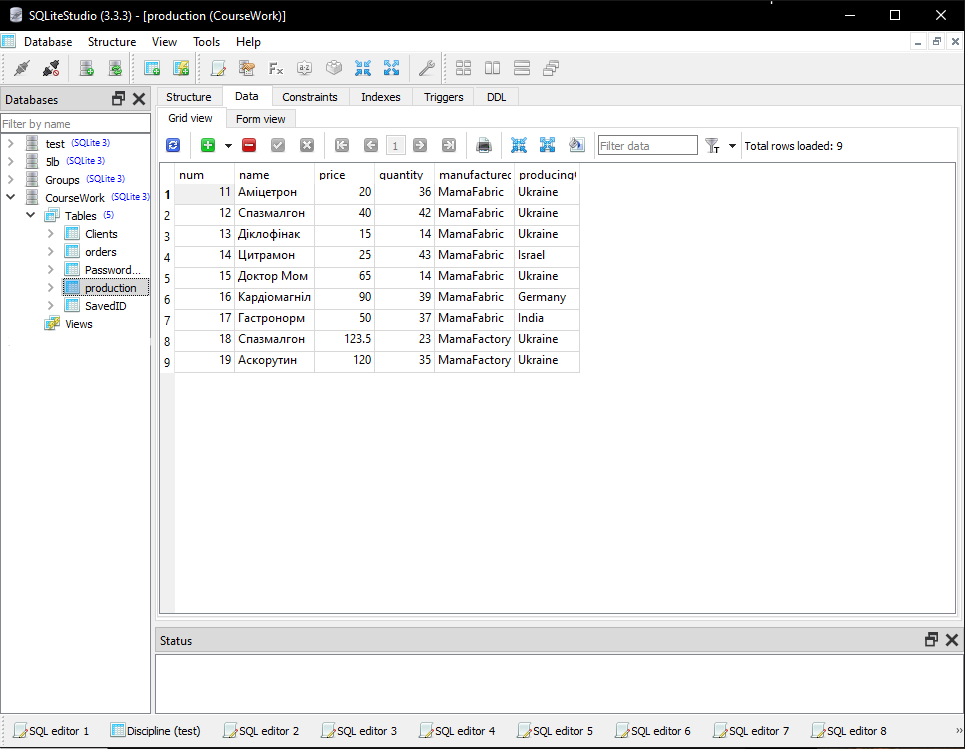 SQLiteStudio (3.3.3) - [production (CourseWork)]
Database Structure View Tools Help
Databases
Filter by name
test (SQLite 3)
5lb (SQLite 3)
Groups (SQLite 3)
CourseWork (SQLite 3)
Tables (5)
Clients
orders
Password...
production
SavedID
Views
Structure Data Constraints Indexes Triggers DDL
Grid view Form view
1 Filter data Total rows loaded: 9
num name price quantity manufactured
1 11 Аміцетрон 20 36 MamaFabric Ukraine
2 12 Спазмалгон 40 42 MamaFabric Ukraine
3 13 Діклофінак 15 14 MamaFabric Ukraine
4 14 Цитрамон 25 43 MamaFabric Israel
5 15 Доктор Мом 65 14 MamaFabric Ukraine
6 16 Кардіомагніл 90 39 MamaFabric Germany
7 17 Гастронорм 50 37 MamaFabric India
8 18 Спазмалгон 123.5 23 MamaFactory Ukraine
9 19 Аскорутин 120 35 MamaFactory Ukraine
Status
SQL editor 1 Discipline (test) SQL editor 2 SQL editor 3 SQL editor 4 SQL editor 5 SQL editor 6 SQL editor 7 SQL editor 8 »